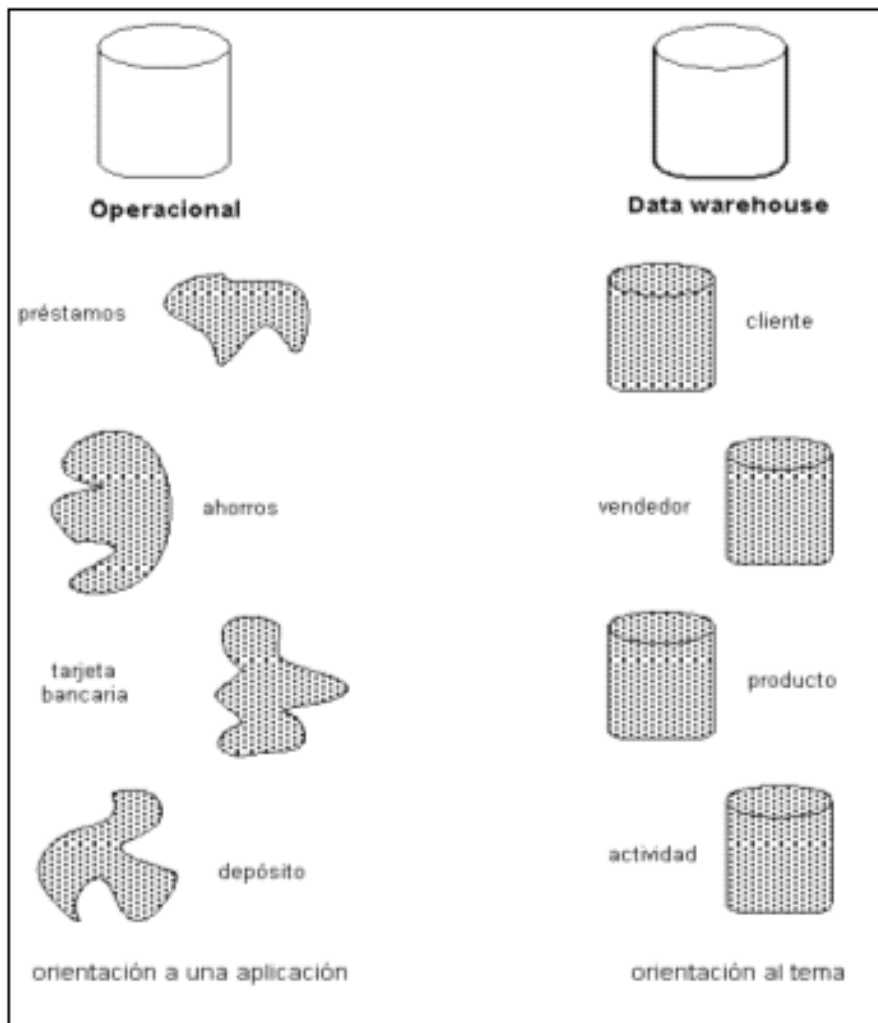 Operacional
Data warehouse
préstamos
cliente
ahorros
vendedor
tarjeta
bancaria
producto
depósito
actividad
orientación a una aplicación
orientación al tema